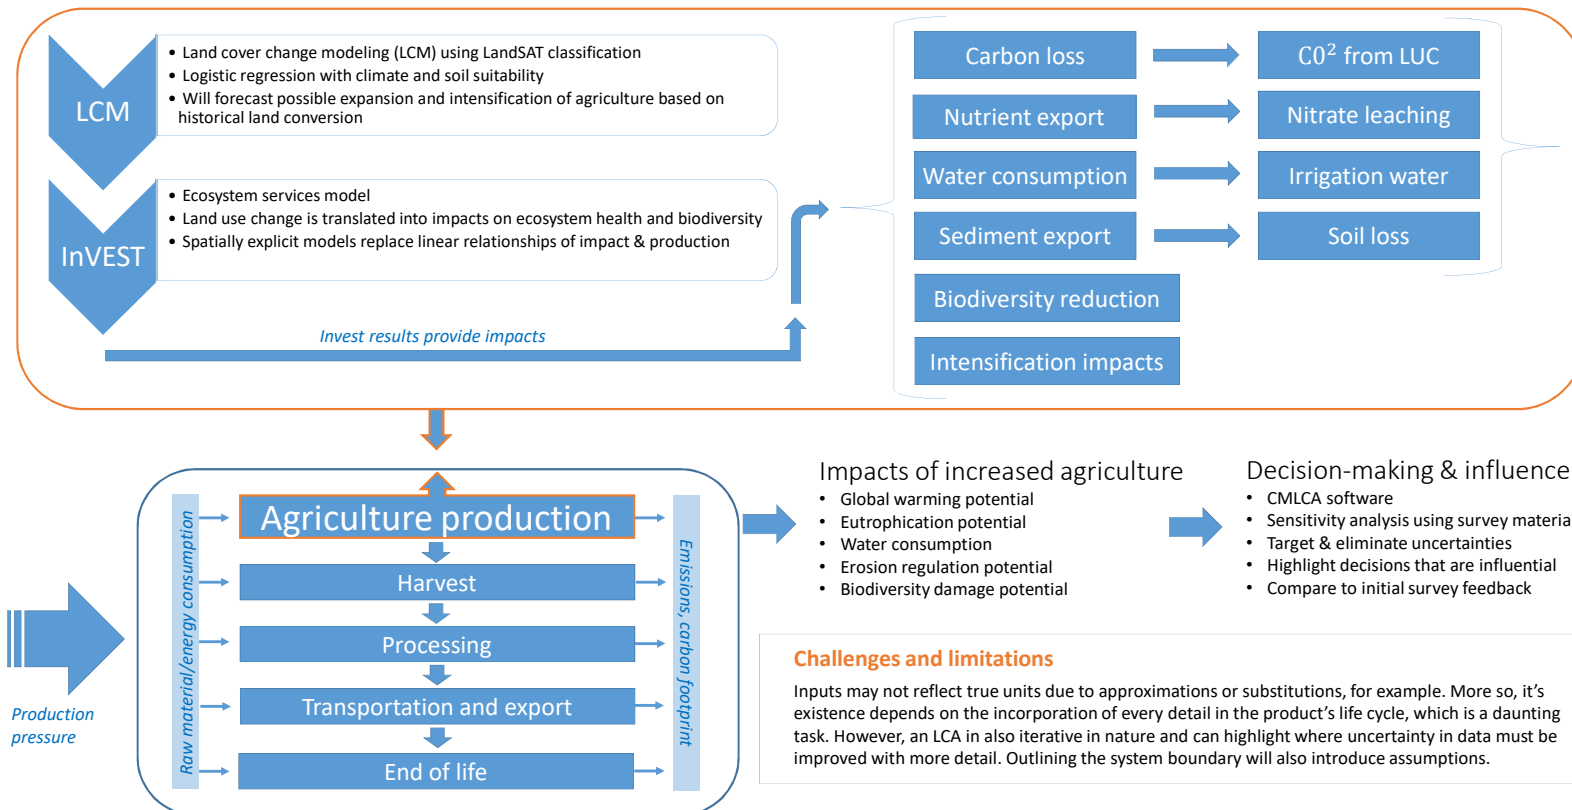 LCM
• Land cover change modeling (LCM) using LandSAT classification
• Logistic regression with climate and soil suitability
• Will forecast possible expansion and intensification of agriculture based on
historical land conversion
InVEST
• Ecosystem services model
• Land use change is translated into impacts on ecosystem health and biodiversity
• Spatially explicit models replace linear relationships of impact & production
Invest results provide impacts
Carbon loss
C0² from LUC
Nutrient export
Nitrate leaching
Water consumption
Irrigation water
Sediment export
Soil loss
Biodiversity reduction
Intensification impacts
Production
pressure
Raw material/energy consumption
Agriculture production
Harvest
Processing
Transportation and export
End of life
Emissions, carbon footprint
Impacts of increased agriculture
• Global warming potential
• Eutrophication potential
• Water consumption
• Erosion regulation potential
• Biodiversity damage potential
Decision-making & influence
• CMLCA software
• Sensitivity analysis using survey materia
• Target & eliminate uncertainties
• Highlight decisions that are influential
• Compare to initial survey feedback
Challenges and limitations
Inputs may not reflect true units due to approximations or substitutions, for example. More so, it's
existence depends on the incorporation of every detail in the product's life cycle, which is a daunting
task. However, an LCA in also iterative in nature and can highlight where uncertainty in data must be
improved with more detail. Outlining the system boundary will also introduce assumptions.